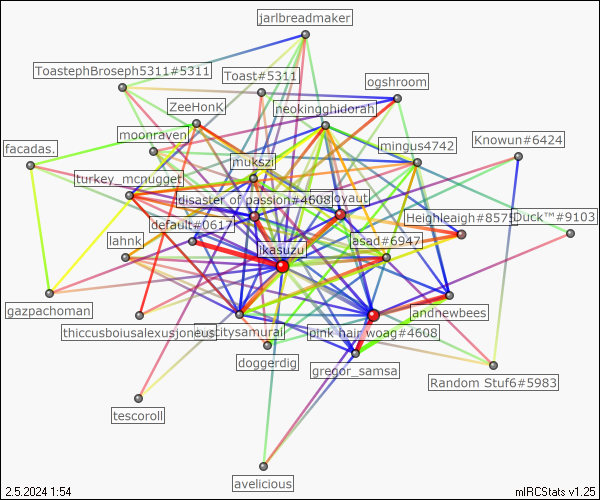 jarlbreadmaker
ToastephBroseph5311#5311
Toast#5311
ogshroom
ZeeHonK
neokingghidorah
moonraven
mingus4742
Knowun#6424
facadas.
mukszi
turkey_mcnugget
disaster of passion#4608
Heighleaigh#8575
Duck™#9103
default#0617
lahnk
ikasuzu
asad#6947
gazpachoman
andnewbees
thiccusboiusalexusjoneus
citysamurai
pink hair woag#4608
doggerdig
gregor_samsa
Random Stuf6#5983
tescoroll
avelicious
2.5.2024 1:54
mIRCStats v1.25